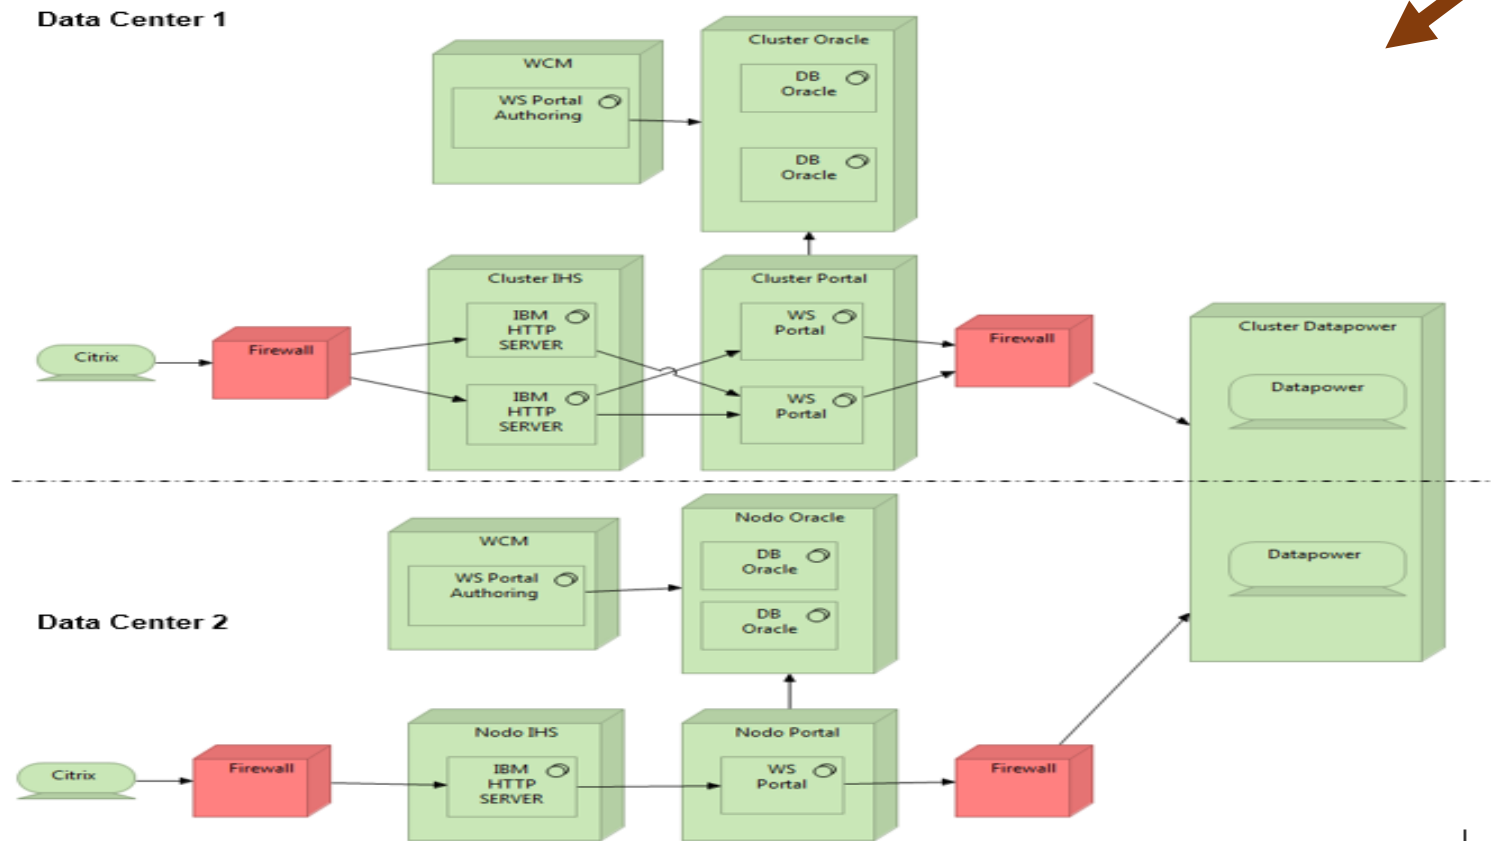 Data Center 1
WCM
WS Portal
Authoring
Cluster Oracle
DB
Oracle
DB
Oracle
Citrix
Firewall
Cluster IHS
IBM
HTTP
SERVER
IBM
HTTP
SERVER
Cluster Portal
WS
Portal
WS
Portal
Firewall
Cluster Datapower
Datapower
Datapower
Data Center 2
WCM
WS Portal
Authoring
Nodo Oracle
DB
Oracle
DB
Oracle
Citrix
Firewall
Nodo IHS
IBM
HTTP
SERVER
Nodo Portal
WS
Portal
Firewall